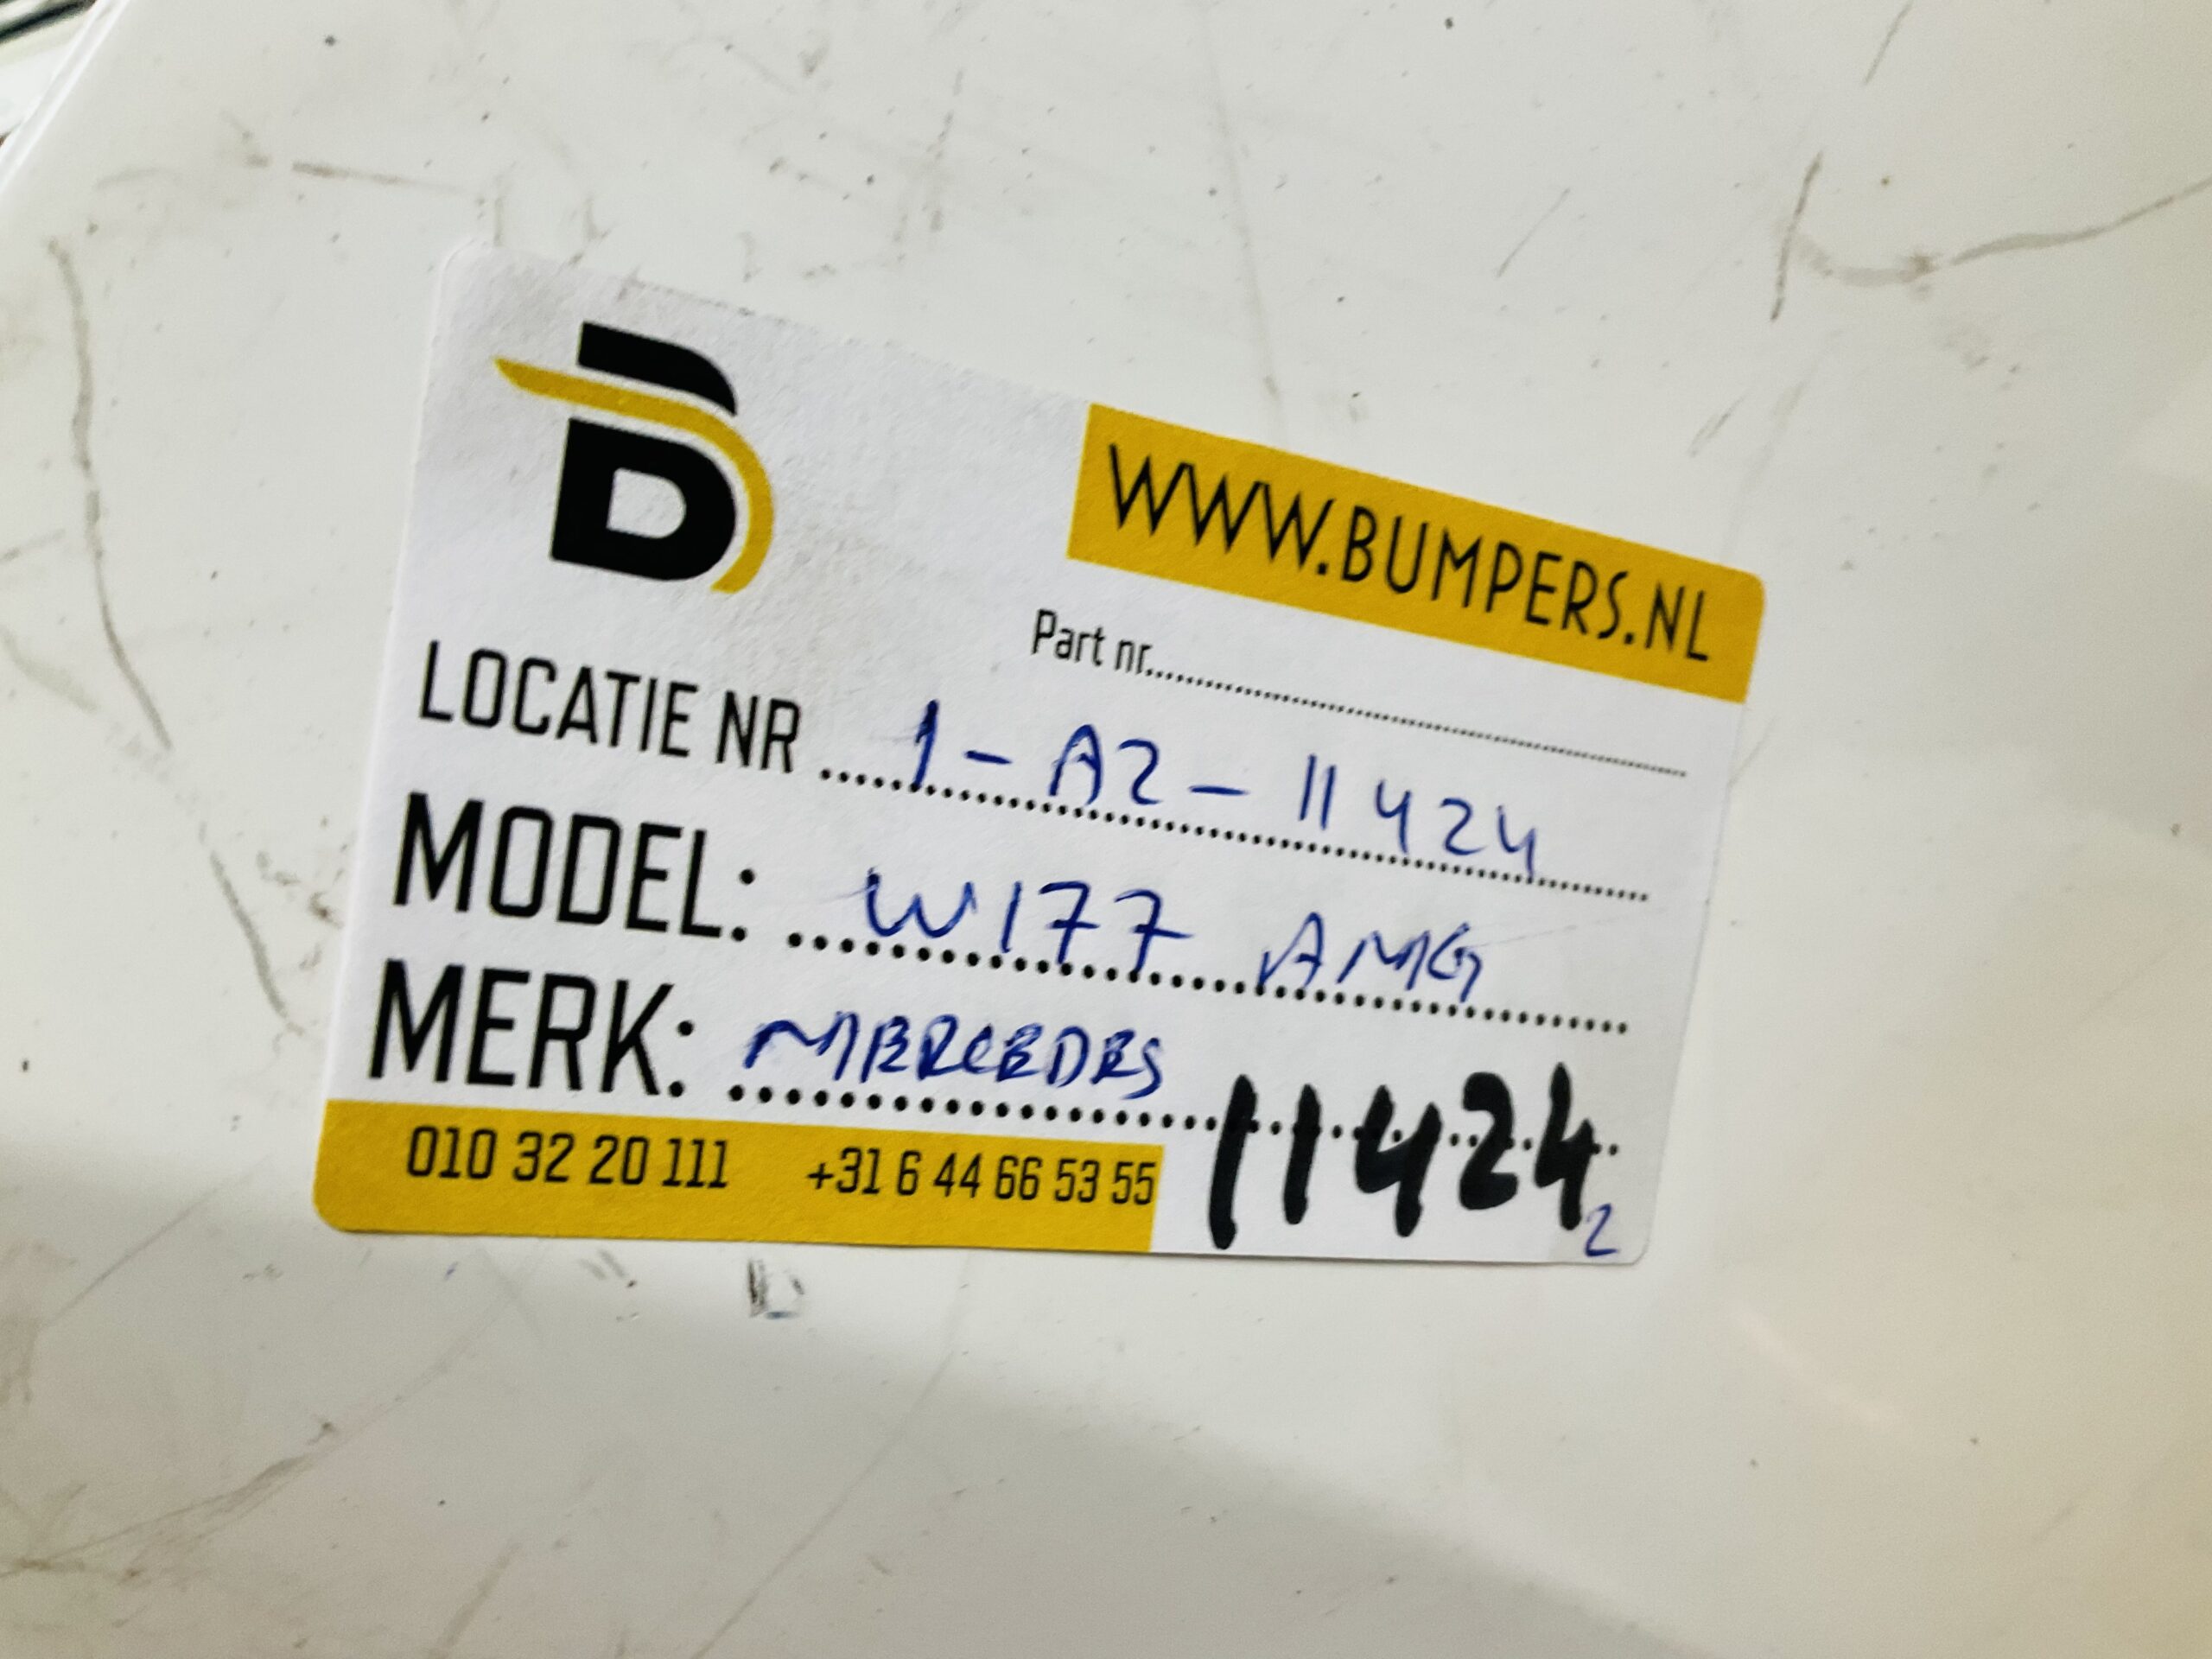 B
WWW.BUMPERS.NL
Part nr.
LOCATIE NR 1-A2-11424
MODEL: W177 AMG
MERK: MERCEDES
11424
2
010 32 20 111 +31 6 44 66 53 55